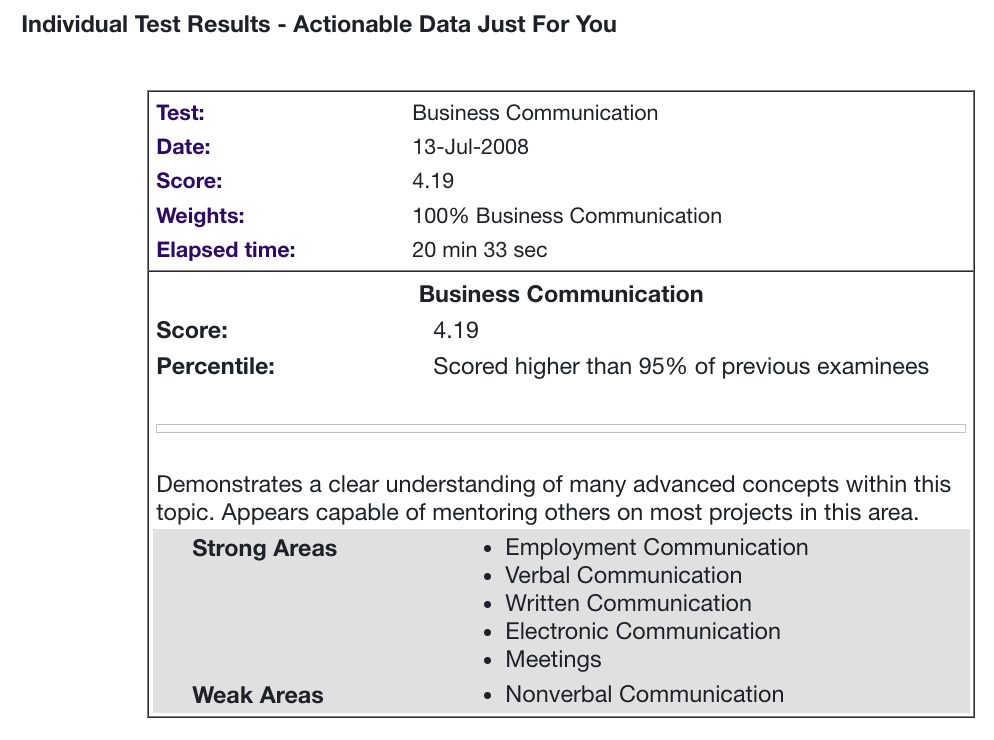 Individual Test Results - Actionable Data Just For You
Test: Business Communication
Date: 13-Jul-2008
Score: 4.19
Weights: 100% Business Communication
Elapsed time: 20 min 33 sec
Business Communication
Score: 4.19
Percentile: Scored higher than 95% of previous examinees
Demonstrates a clear understanding of many advanced concepts within this
topic. Appears capable of mentoring others on most projects in this area.
Strong Areas • Employment Communication
• Verbal Communication
• Written Communication
• Electronic Communication
• Meetings
Weak Areas • Nonverbal Communication